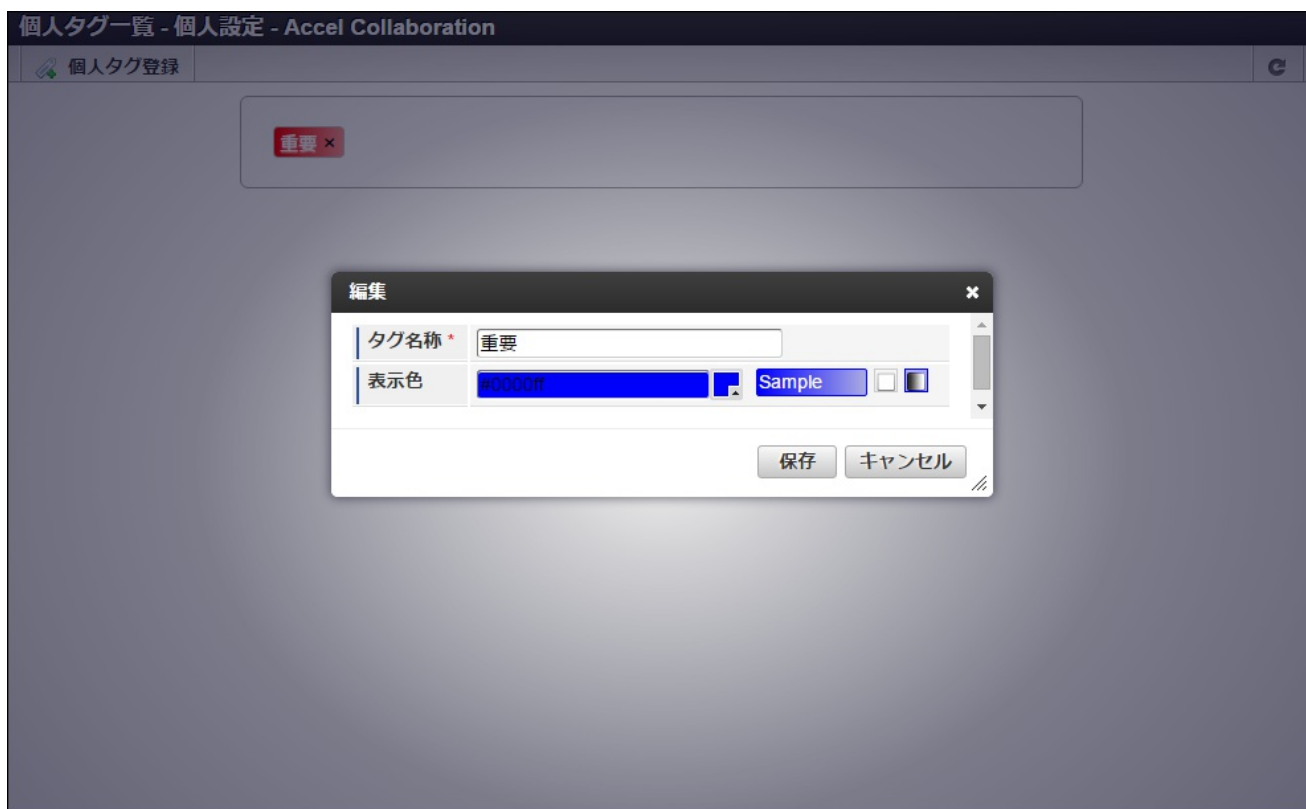 個人タグ一覧 - 個人設定 - Accel Collaboration
個人タグ登録
重要 ×
編集 ×
タグ名称 * 重要
表示色 #0000ff Sample
保存 キャンセル